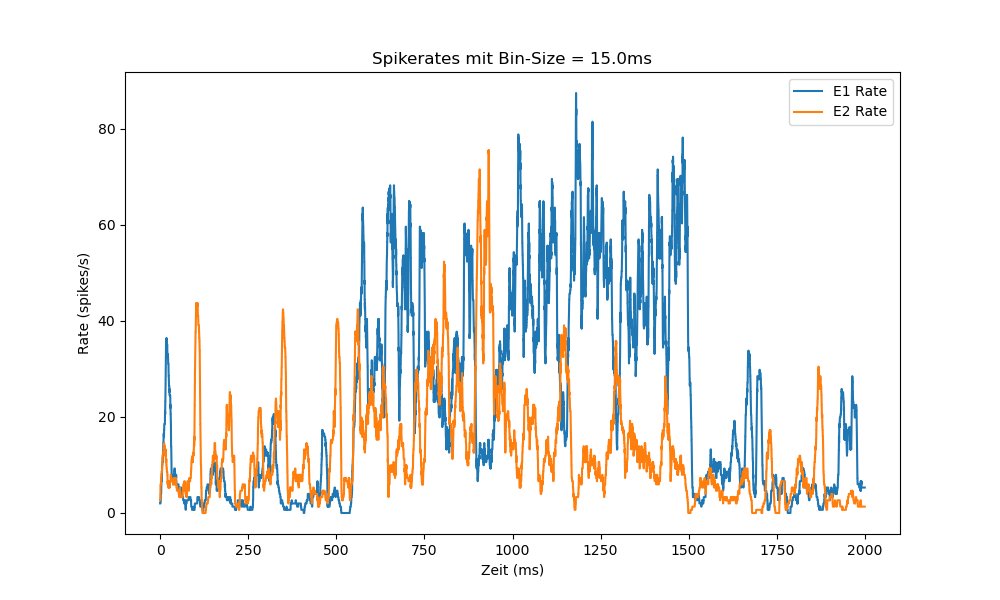 Spikerates mit Bin-Size = 15.0ms
E1 Rate
E2 Rate
80
60
40
20
0
Rate (spikes/s)
0 250 500 750 1000 1250 1500 1750 2000
Zeit (ms)